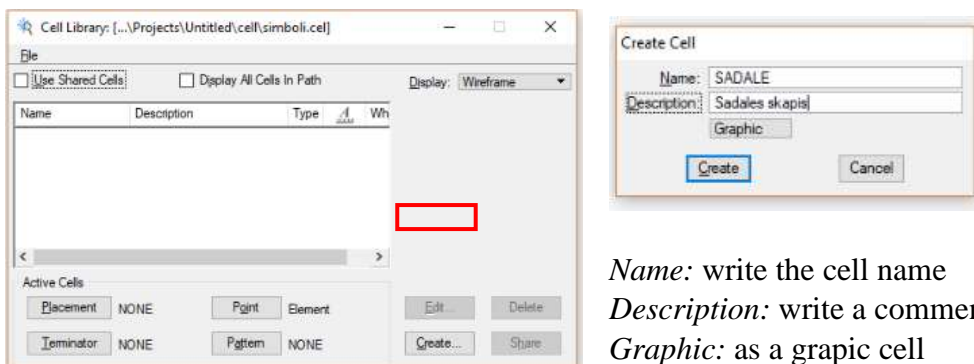 Cell Library: [...\Projects\Untitled\cell\simboli.cel]
File
Use Shared Cells
Display All Cells In Path
Display: Wireframe
Name Description Type A Wh
Active Cells
Placement NONE Point Element Edit... Delete
Terminator NONE Pattern NONE Create... Share
Create Cell
Name: SADALE
Description: Sadales skapis
Graphic
Create Cancel
Name: write the cell name
Description: write a commer
Graphic: as a grapic cell